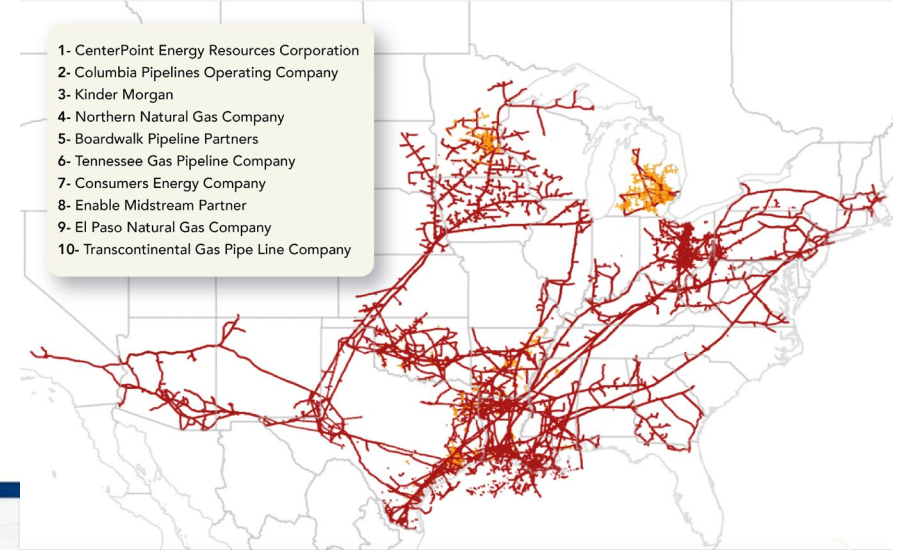 1- CenterPoint Energy Resources Corporation
2- Columbia Pipelines Operating Company
3- Kinder Morgan
4- Northern Natural Gas Company
5- Boardwalk Pipeline Partners
6- Tennessee Gas Pipeline Company
7- Consumers Energy Company
8- Enable Midstream Partner
9- El Paso Natural Gas Company
10- Transcontinental Gas Pipe Line Company